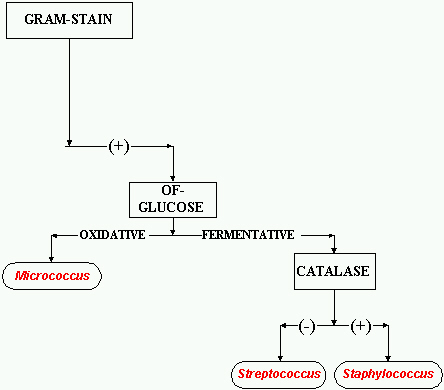 GRAM-STAIN
(+)
OF-
GLUCOSE
OXIDATIVE
FERMENTATIVE
Micrococcus
CATALASE
(-)
(+)
Streptococcus
Staphylococcus